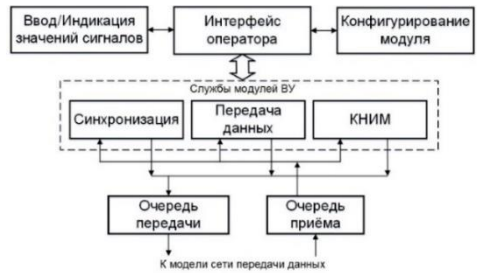 Ввод/Индикация
значений сигналов
Интерфейс
оператора
Конфигурирование
модуля
Службы модулей ВУ
Синхронизация
Передача
данных
КНИМ
Очередь
передачи
Очередь
приёма
К модели сети передачи данных